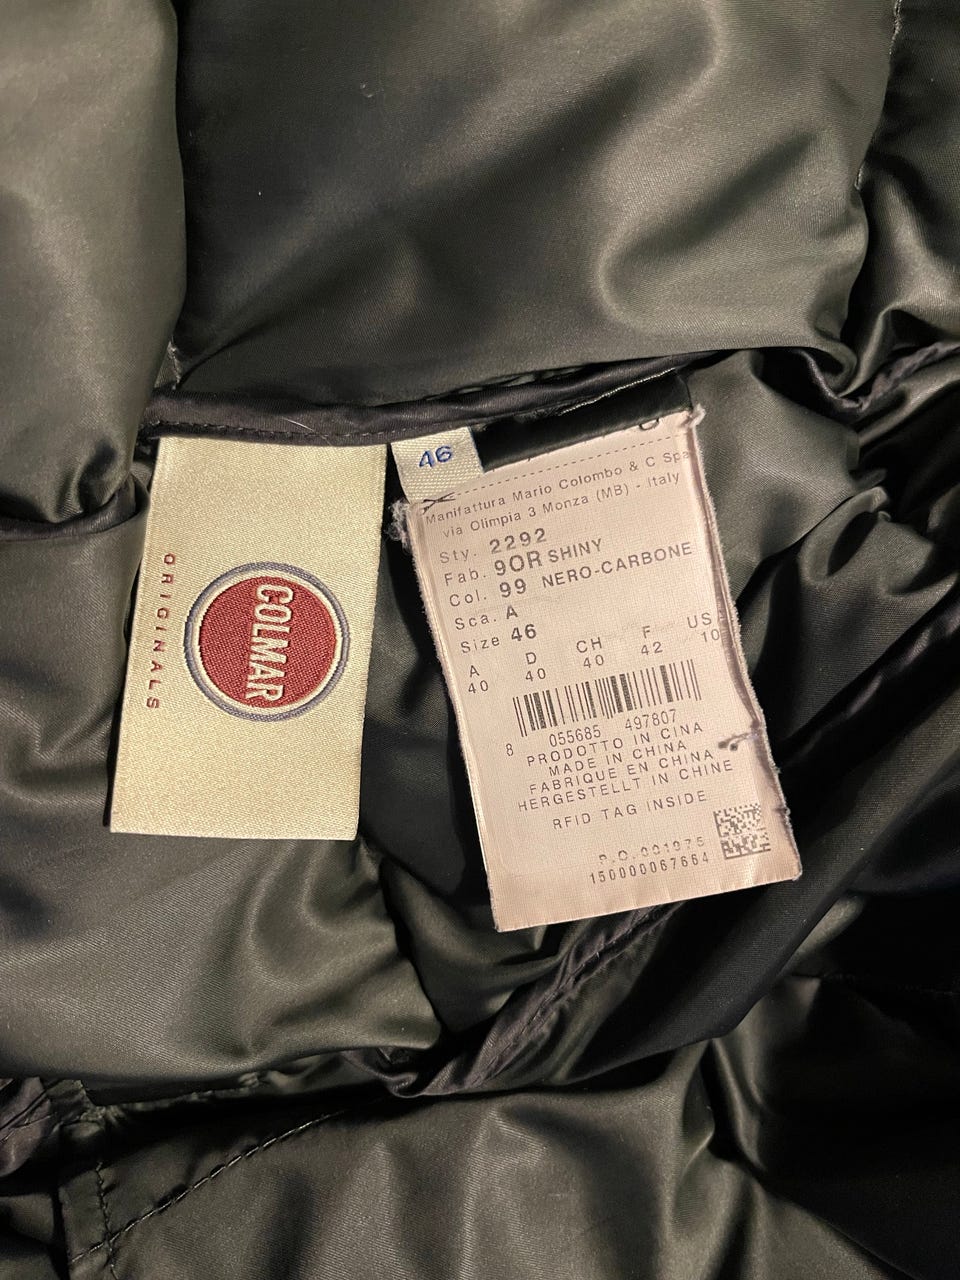 COLMAR
ORIGINALS
46
Manifattura Mario Colombo & C Spa
via Olimpia 3 Monza (MB) - Italy
Sty. 2292
Fab. 9OR SHINY
Col. 99 NERO-CARBONE
Sca. A
Size 46
A D CH F US
40 40 40 42 10
8 055685 497807
PRODOTTO IN CINA
MADE IN CHINA
FABRIQUE EN CHINA
HERGESTELLT IN CHINE
RFID TAG INSIDE
P.O. 001975
150000067664